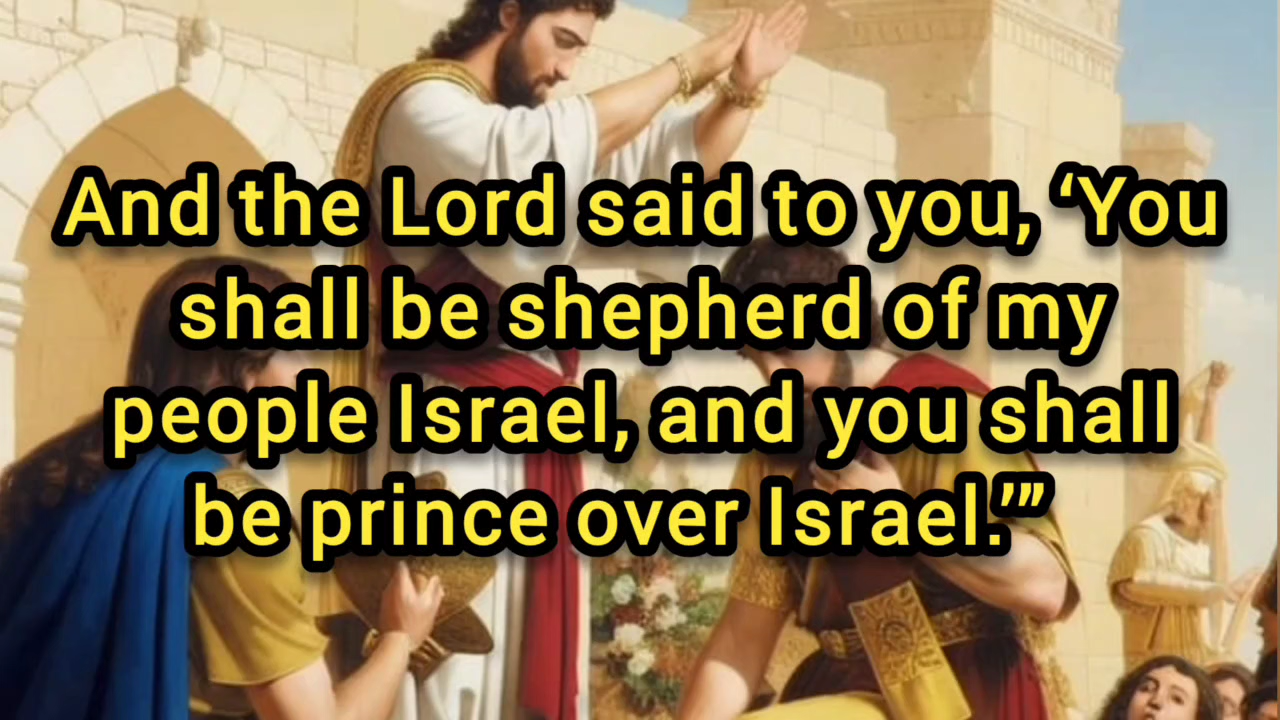 And the Lord said to you, ‘You
shall be shepherd of my
people Israel, and you shall
be prince over Israel.’”